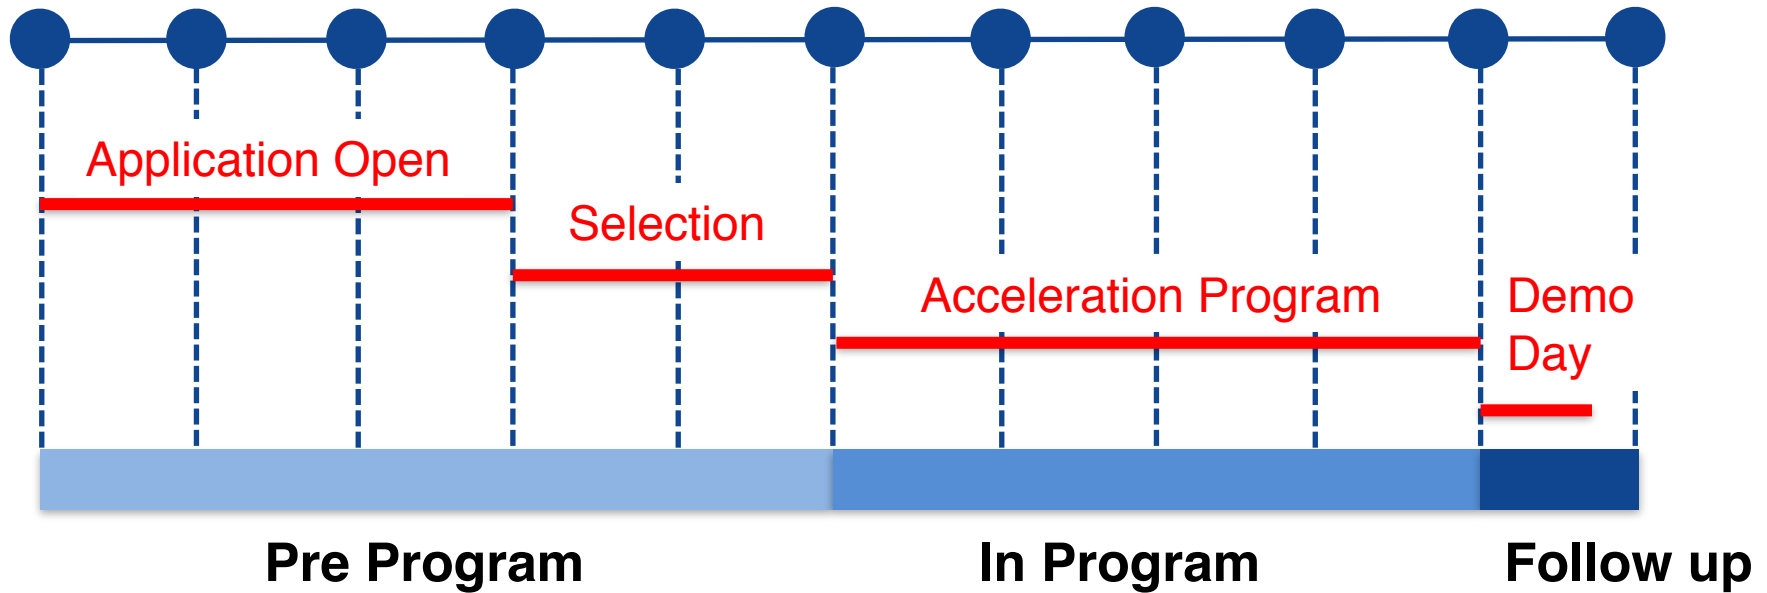 Application Open
Selection
Acceleration Program
Demo
Day
Pre Program
In Program
Follow up